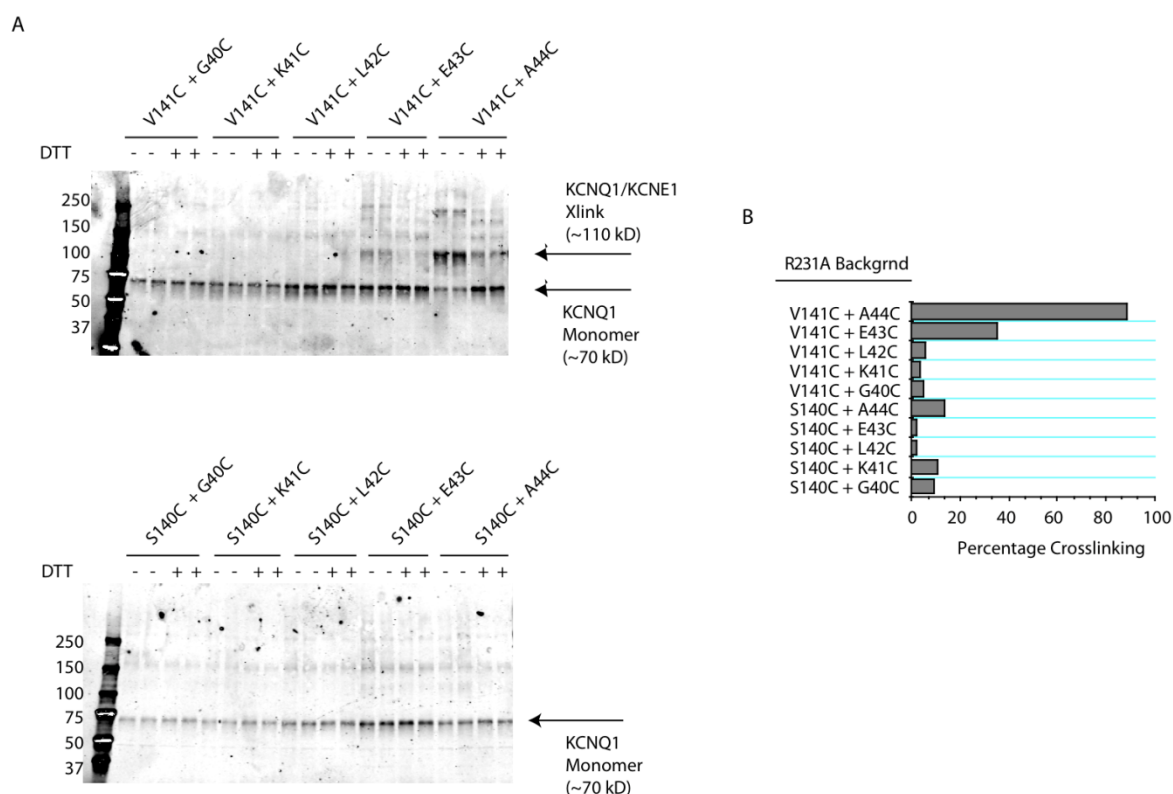 A
V141C + G40C
V141C + K41C
V141C + L42C
V141C + E43C
V141C + A44C
DTT
- - + + - - + + - - + + - - + + - - + +
250
150
100
75
50
37
KCNQ1/KCNE1
Xlink
(~110 kD)
KCNQ1
Monomer
(~70 kD)
B
R231A Backgrnd
V141C + A44C
V141C + E43C
V141C + L42C
V141C + K41C
V141C + G40C
S140C + A44C
S140C + E43C
S140C + L42C
S140C + K41C
S140C + G40C
0 20 40 60 80 100
Percentage Crosslinking
S140C + G40C
S140C + K41C
S140C + L42C
S140C + E43C
S140C + A44C
DTT
- - + + - - + + - - + + - - + + - - + +
250
150
100
75
50
37
KCNQ1
Monomer
(~70 kD)